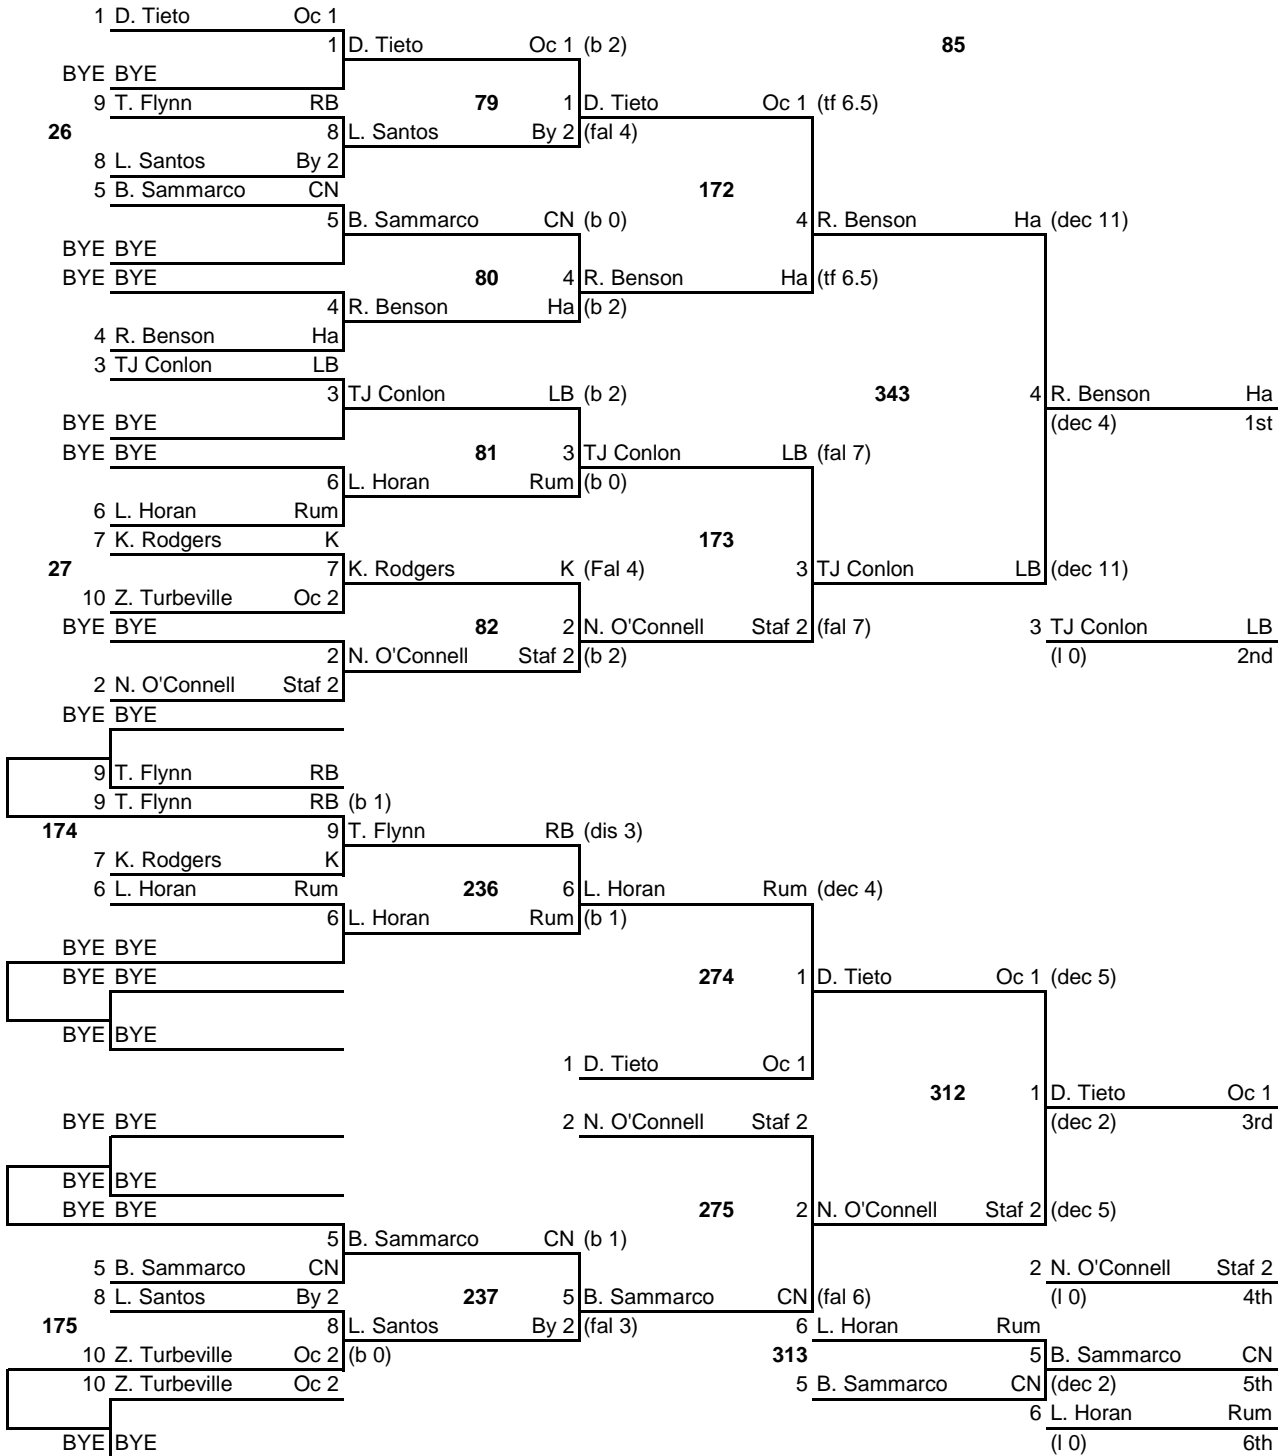 1 D. Tieto Oc 1
1 D. Tieto Oc 1 (b 2) 85
BYE BYE
9 T. Flynn RB 79 1 D. Tieto Oc 1 (tf 6.5)
26 8 L. Santos By 2 (fal 4)
8 L. Santos By 2
5 B. Sammarco CN 172
5 B. Sammarco CN (b 0) 4 R. Benson Ha (dec 11)
BYE BYE
BYE BYE 80 4 R. Benson Ha (tf 6.5)
4 R. Benson Ha (b 2)
4 R. Benson Ha
3 TJ Conlon LB
3 TJ Conlon LB (b 2) 343 4 R. Benson Ha
BYE BYE (dec 4) 1st
BYE BYE 81 3 TJ Conlon LB (fal 7)
6 L. Horan Rum (b 0)
6 L. Horan Rum
7 K. Rodgers K 173
27 7 K. Rodgers K (Fal 4) 3 TJ Conlon LB (dec 11)
10 Z. Turbeville Oc 2
BYE BYE 82 2 N. O'Connell Staf 2 (fal 7) 3 TJ Conlon LB
2 N. O'Connell Staf 2 (b 2) (l 0) 2nd
2 N. O'Connell Staf 2
BYE BYE
9 T. Flynn RB
9 T. Flynn RB (b 1)
174 9 T. Flynn RB (dis 3)
7 K. Rodgers K
6 L. Horan Rum 236 6 L. Horan Rum (dec 4)
6 L. Horan Rum (b 1)
BYE BYE
BYE BYE 274 1 D. Tieto Oc 1 (dec 5)
BYE BYE
1 D. Tieto Oc 1
312 1 D. Tieto Oc 1
BYE BYE 2 N. O'Connell Staf 2 (dec 2) 3rd
BYE BYE
BYE BYE 275 2 N. O'Connell Staf 2 (dec 5)
5 B. Sammarco CN (b 1)
5 B. Sammarco CN 2 N. O'Connell Staf 2
8 L. Santos By 2 237 5 B. Sammarco CN (fal 6) (l 0) 4th
175 8 L. Santos By 2 (fal 3) 6 L. Horan Rum
10 Z. Turbeville Oc 2 (b 0) 313 5 B. Sammarco CN
10 Z. Turbeville Oc 2 5 B. Sammarco CN (dec 2) 5th
6 L. Horan Rum
BYE BYE (l 0) 6th